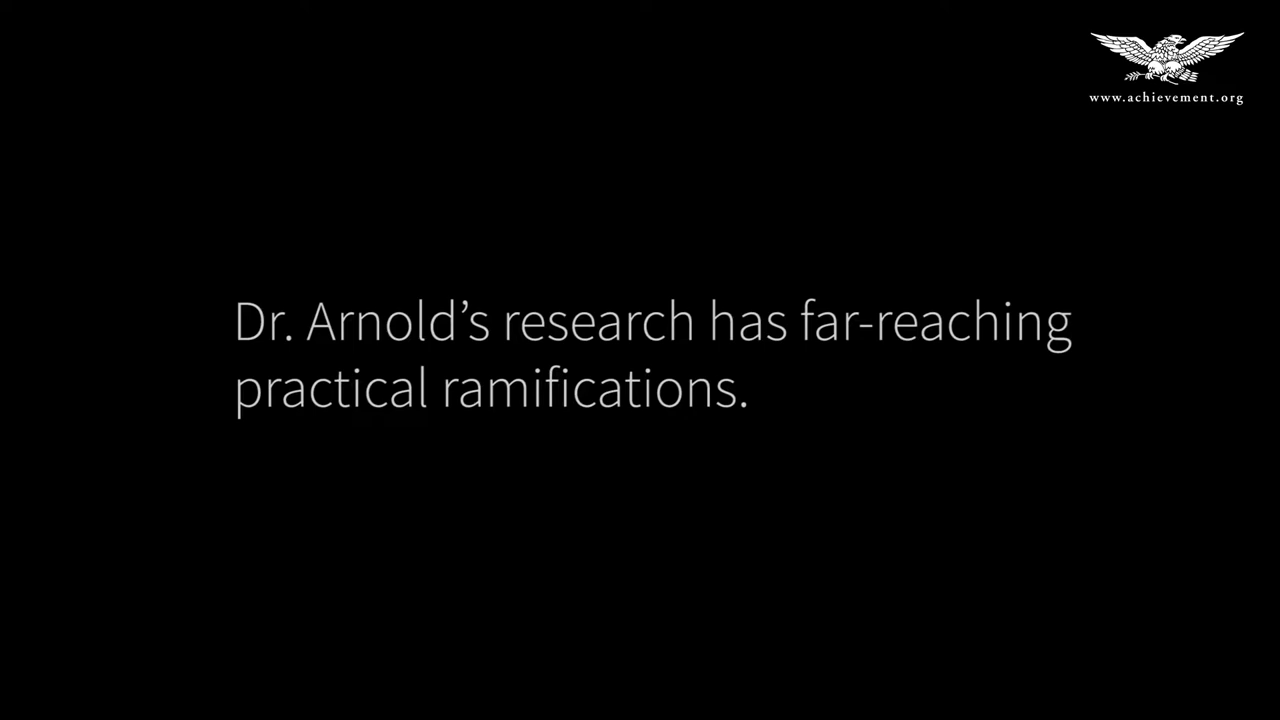 www.achievement.org
Dr. Arnold’s research has far-reaching
practical ramifications.